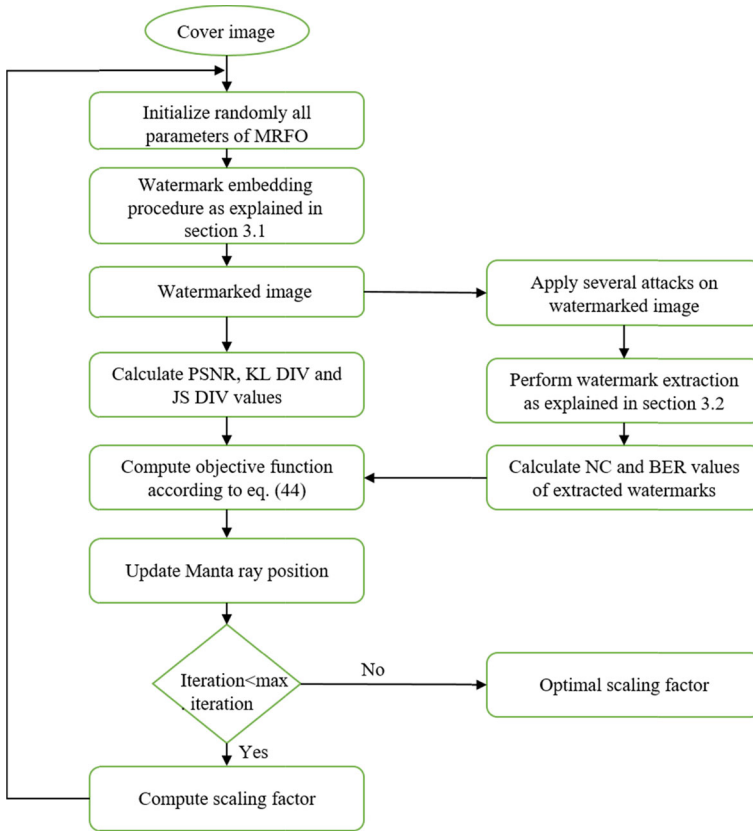 Cover image
Initialize randomly all
parameters of MRFO
Watermark embedding
procedure as explained in
section 3.1
Watermarked image
Apply several attacks on
watermarked image
Calculate PSNR, KL DIV and
JS DIV values
Perform watermark extraction
as explained in section 3.2
Compute objective function
according to eq. (44)
Calculate NC and BER values
of extracted watermarks
Update Manta ray position
Iteration<max
. iteration
No
Optimal scaling factor
Yes
Compute scaling factor